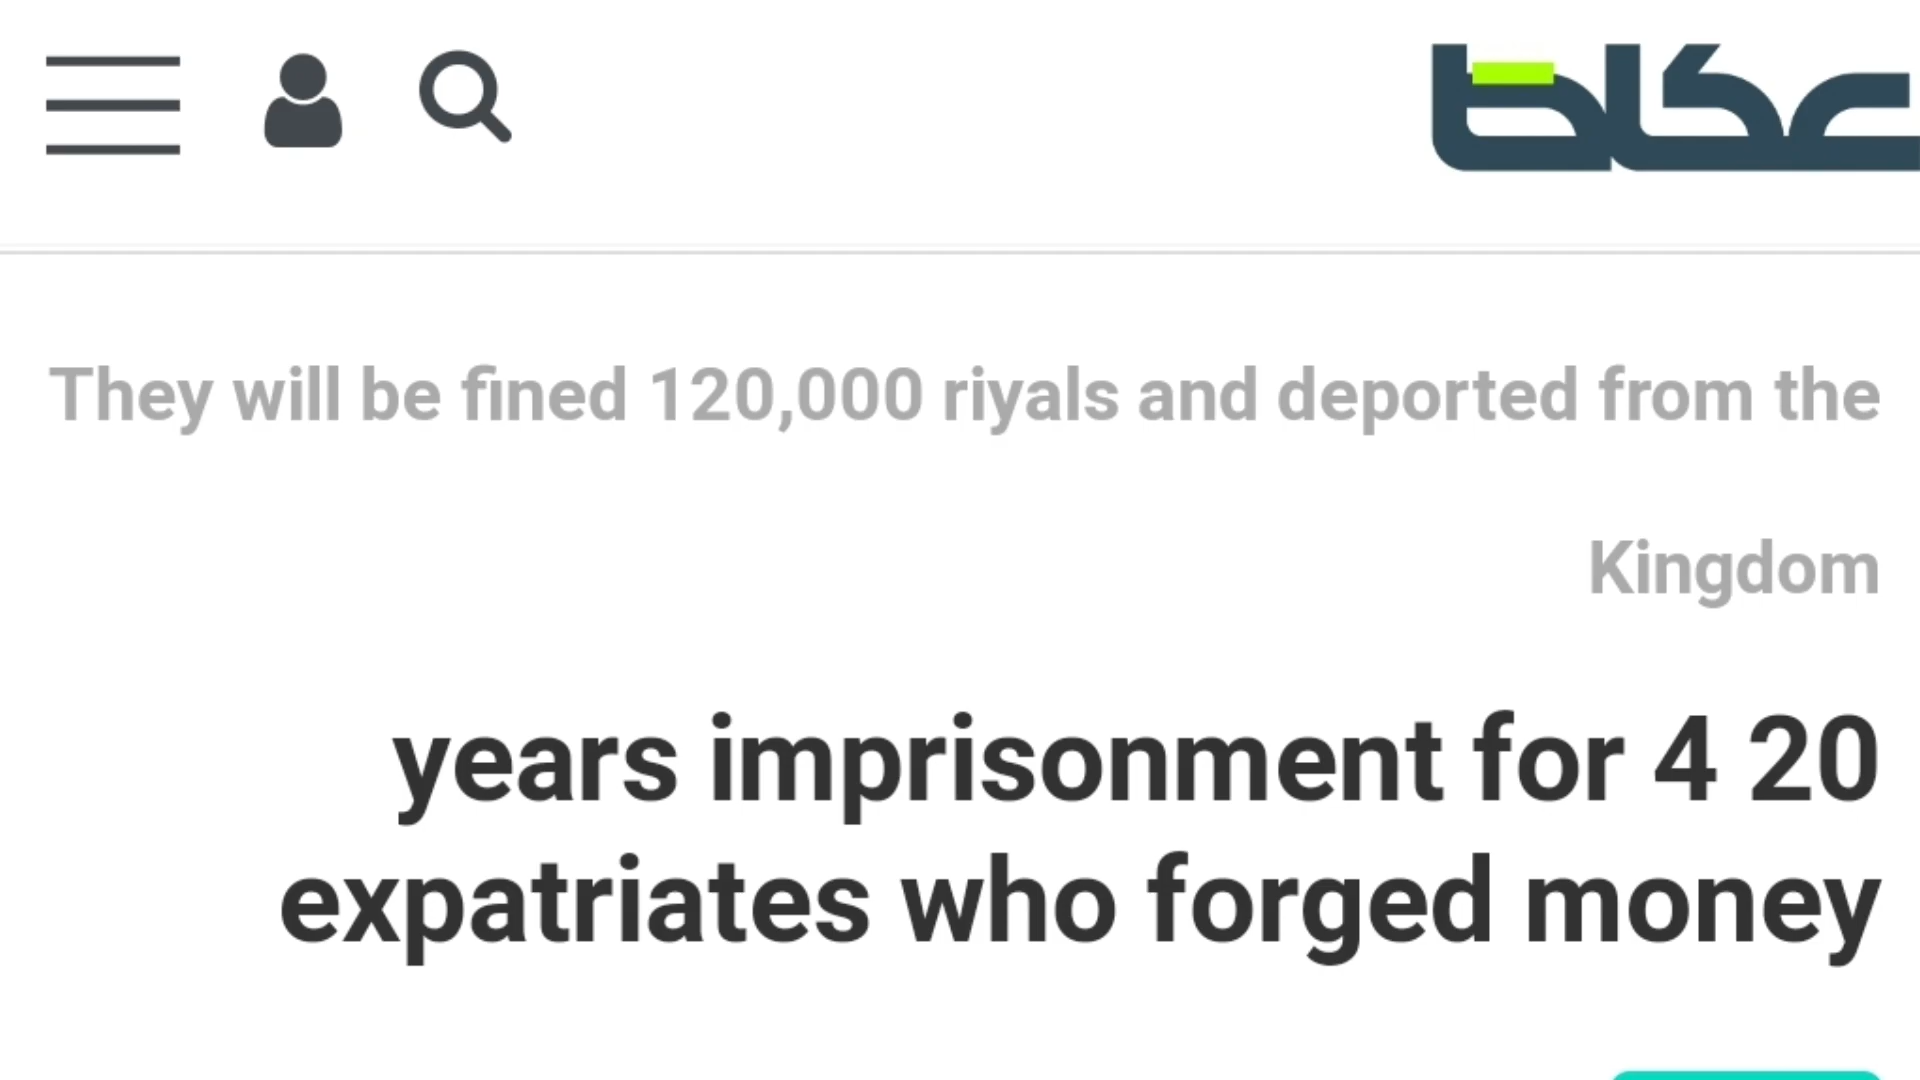 عكاظ
They will be fined 120,000 riyals and deported from the
Kingdom
years imprisonment for 4 20
expatriates who forged money